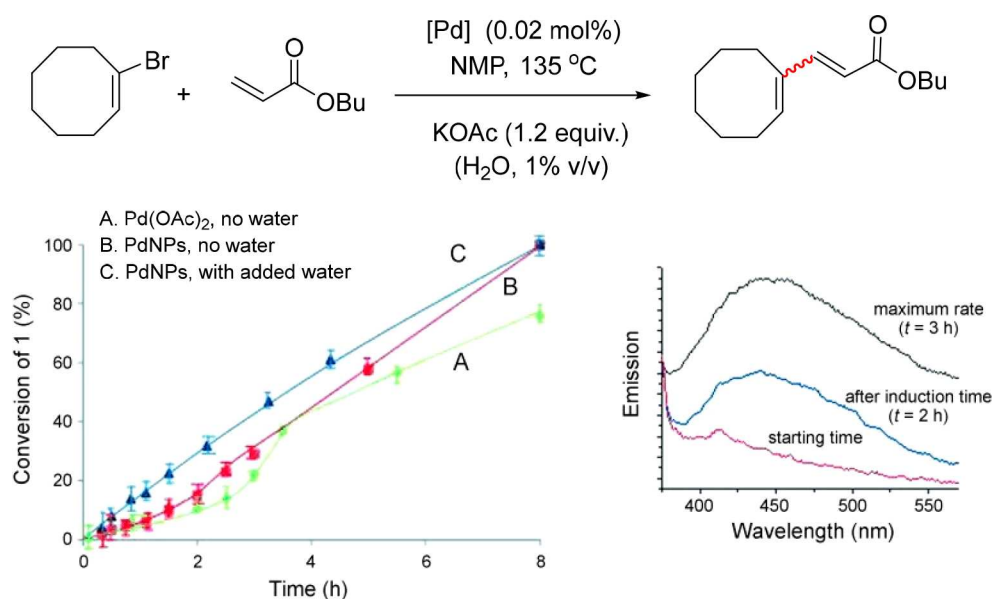 Br
+
O
OBu
[Pd] (0.02 mol%)
NMP, 135 °C
KOAc (1.2 equiv.)
(H₂O, 1% v/v)
O
OBu
A. Pd(OAc)₂, no water
B. PdNPs, no water
C. PdNPs, with added water
Conversion of 1 (%)
100
80
60
40
20
0
C
B
A
0
2
4
6
8
Time (h)
Emission
maximum rate
(t = 3 h)
after induction time
(t = 2 h)
starting time
400
450
500
550
Wavelength (nm)